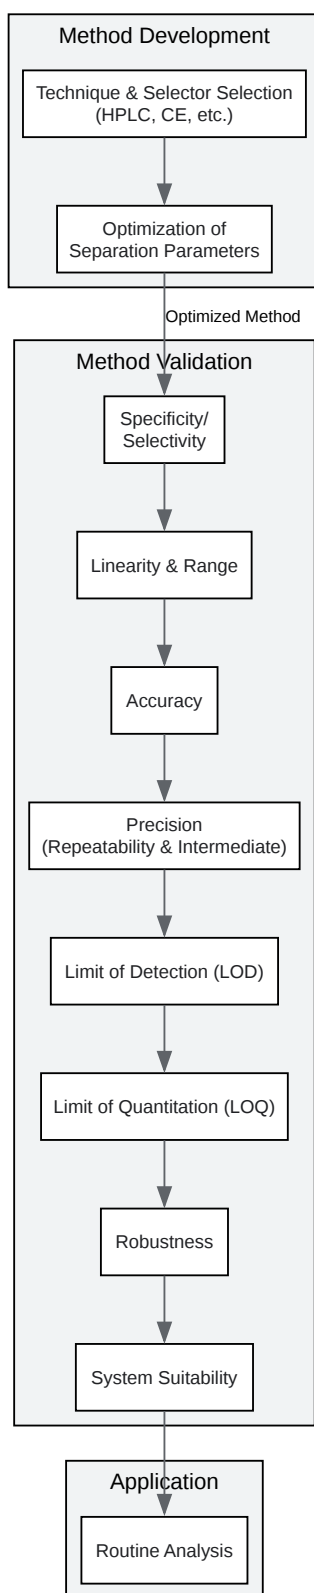 Method Development
Technique & Selector Selection
(HPLC, CE, etc.)
Optimization of
Separation Parameters
Optimized Method
Method Validation
Specificity/
Selectivity
Linearity & Range
Accuracy
Precision
(Repeatability & Intermediate)
Limit of Detection (LOD)
Limit of Quantitation (LOQ)
Robustness
System Suitability
Application
Routine Analysis